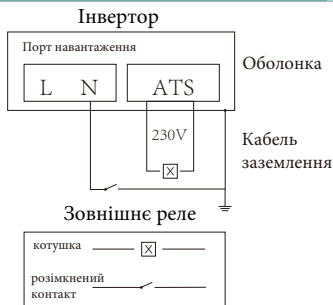 Інвертор
Порт навантаження
Оболонка
L N ATS
230V
Кабель
заземлення
Зовнішнє реле
котушка
розімкнений
контакт